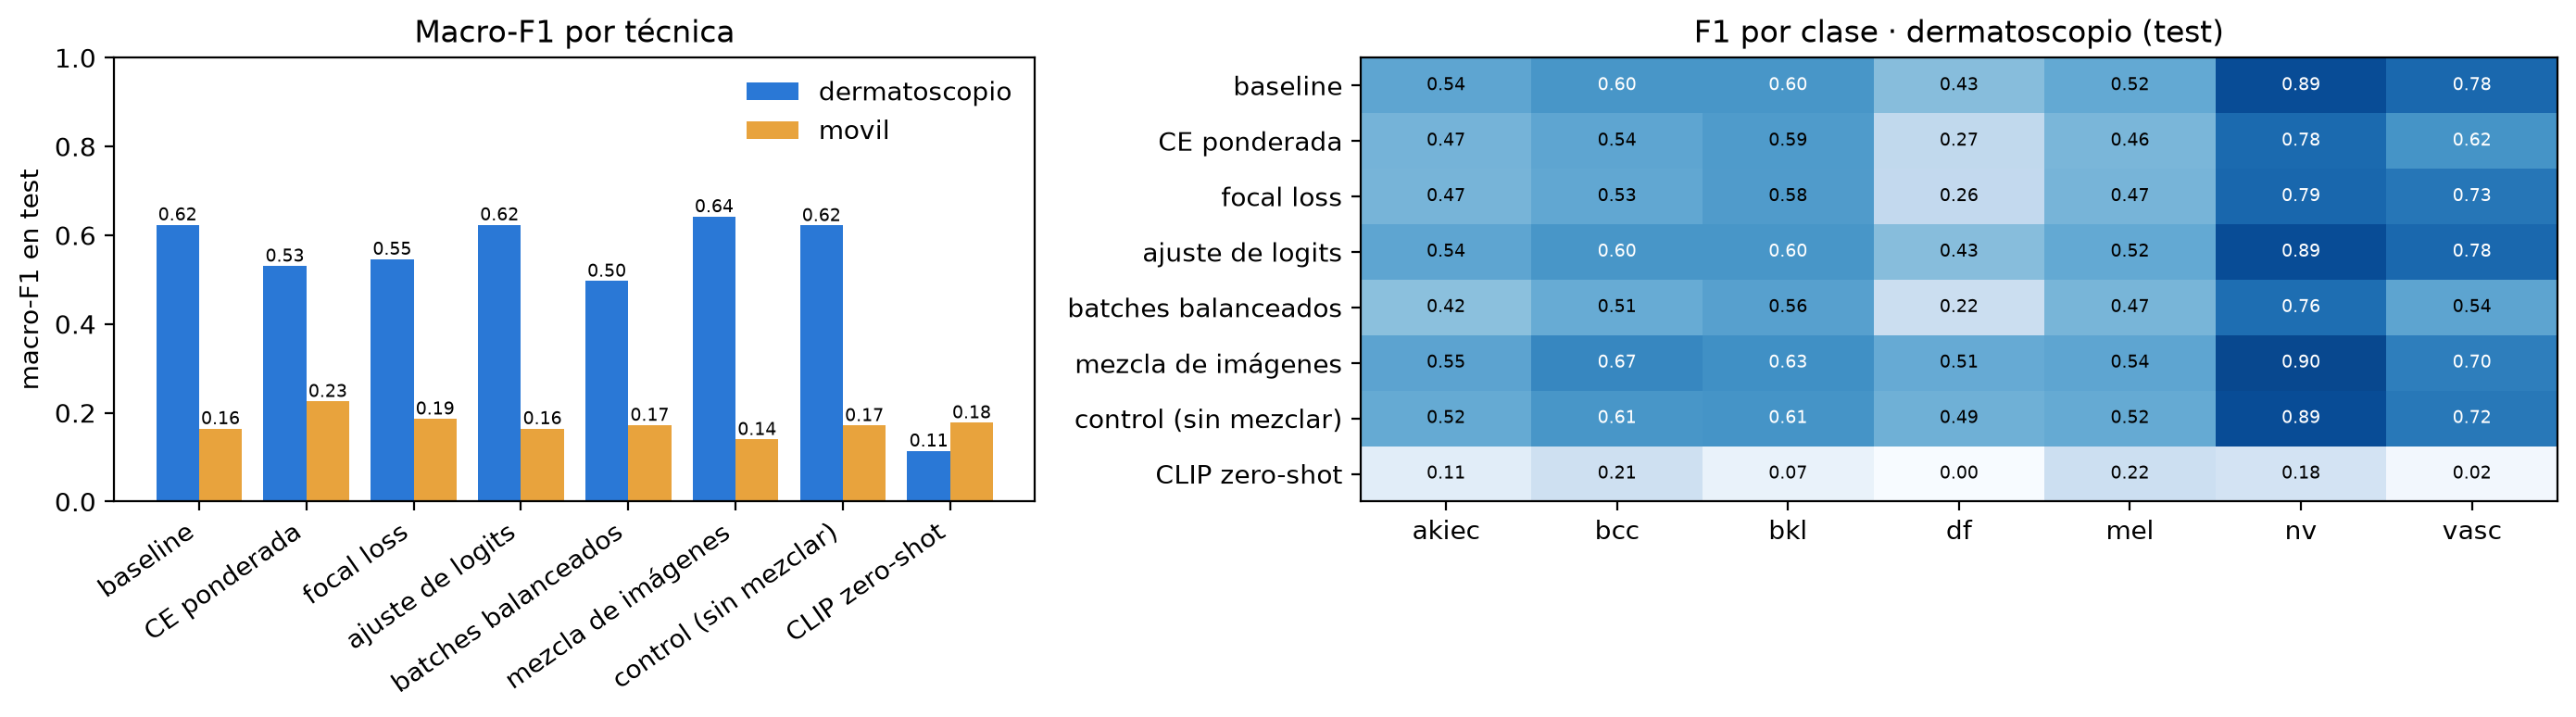 Macro-F1 por técnica
macro-F1 en test
1.0
0.8
0.6
0.4
0.2
0.0
dermatoscopio
movil
0.62 0.16 0.53 0.23 0.55 0.19 0.62 0.16 0.50 0.17 0.64 0.14 0.62 0.17 0.11 0.18
baseline
CE ponderada
focal loss
ajuste de logits
batches balanceados
mezcla de imágenes
control (sin mezclar)
CLIP zero-shot
F1 por clase · dermatoscopio (test)
baseline 0.54 0.60 0.60 0.43 0.52 0.89 0.78
CE ponderada 0.47 0.54 0.59 0.27 0.46 0.78 0.62
focal loss 0.47 0.53 0.58 0.26 0.47 0.79 0.73
ajuste de logits 0.54 0.60 0.60 0.43 0.52 0.89 0.78
batches balanceados 0.42 0.51 0.56 0.22 0.47 0.76 0.54
mezcla de imágenes 0.55 0.67 0.63 0.51 0.54 0.90 0.70
control (sin mezclar) 0.52 0.61 0.61 0.49 0.52 0.89 0.72
CLIP zero-shot 0.11 0.21 0.07 0.00 0.22 0.18 0.02
akiec bcc bkl df mel nv vasc